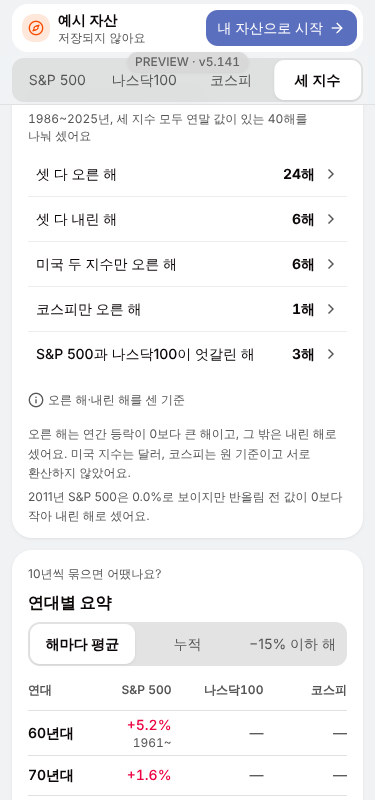 예시 자산
저장되지 않아요
내 자산으로 시작
PREVIEW · v5.141
S&P 500
나스닥100
코스피
세 지수
1986~2025년, 세 지수 모두 연말 값이 있는 40해를
나눠 셌어요
셋 다 오른 해
24해
셋 다 내린 해
6해
미국 두 지수만 오른 해
6해
코스피만 오른 해
1해
S&P 500과 나스닥100이 엇갈린 해
3해
오른 해·내린 해를 센 기준
오른 해는 연간 등락이 0보다 큰 해이고, 그 밖은 내린 해로
셌어요. 미국 지수는 달러, 코스피는 원 기준이고 서로
환산하지 않았어요.
2011년 S&P 500은 0.0%로 보이지만 반올림 전 값이 0보다
작아 내린 해로 셌어요.
10년씩 묶으면 어땠나요?
연대별 요약
해마다 평균
누적
−15% 이하 해
연대
S&P 500
나스닥100
코스피
60년대
+5.2%
1961~
—
—
70년대
+1.6%
—
—